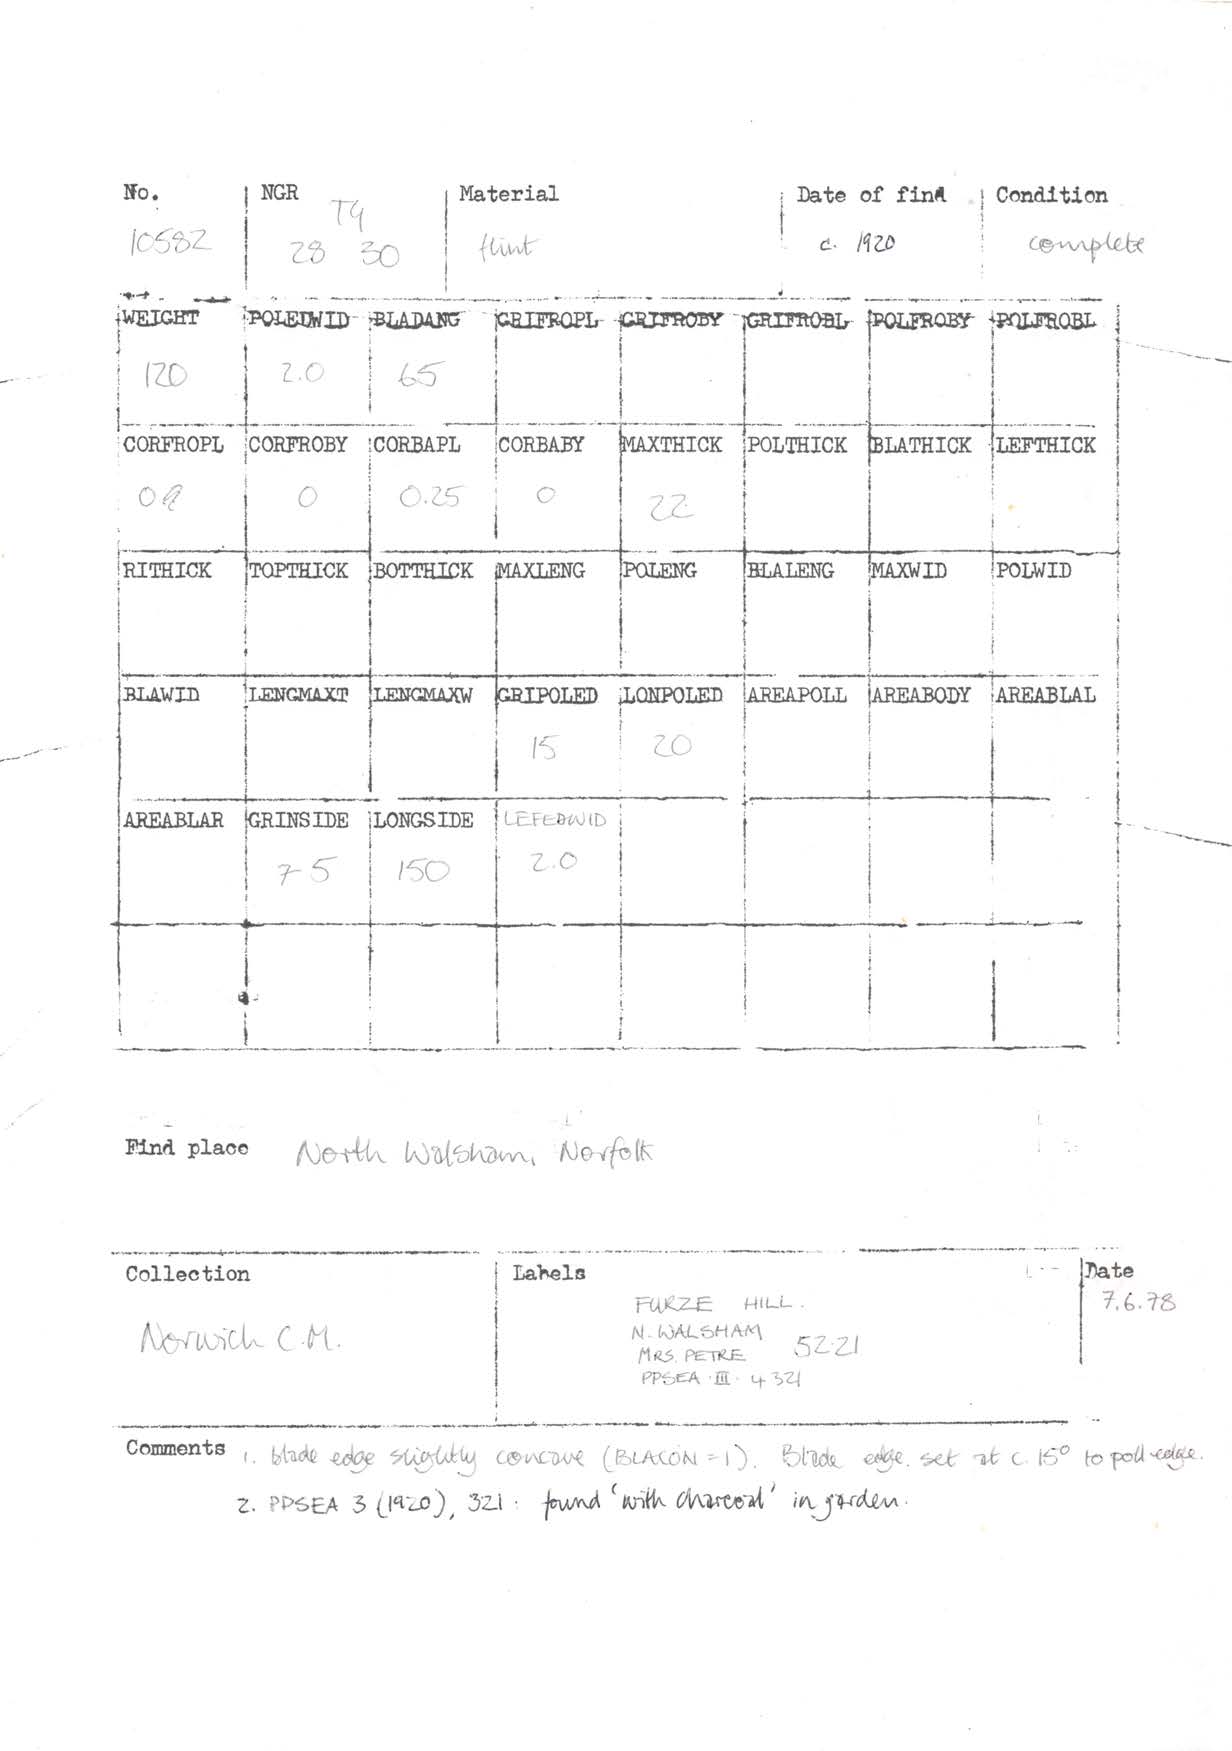 No. NGR Material Date of find Condition
TG
10582 28 30 flint c. 1920 complete
WEIGHT POLEDWID BLADANG GRIFROPL GRIFROBY GRIFROBL POLFROBY POLFROBL
120 2.0 65
CORFROPL CORFROBY CORBAPL CORBABY MAXTHICK POLTHICK BLATHICK LEFTHICK
0 0 0.25 0 22
RITHICK TOPTHICK BOTTHICK MAXLENG POLENG BLALENG MAXWID POLWID
BLAWID LENGMAXT LENGMAXW GRIPOLED LONPOLED AREAPOLL AREABODY AREABLAL
15 20
AREABLAR GRINSIDE LONGSIDE LEFEDWID
75 150 2.0
Find place North Walsham, Norfolk
Collection Labels Date
FURZE HILL. 7.6.78
Norwich C.M. N. WALSHAM 52.21
MRS. PETRE
PPSEA . III . 4 321
Comments 1. blade edge slightly concave (BLACON = 1). Blade edge set at c. 15° to poll edge.
2. PPSEA 3 (1920), 321: found 'with charcoal' in garden.